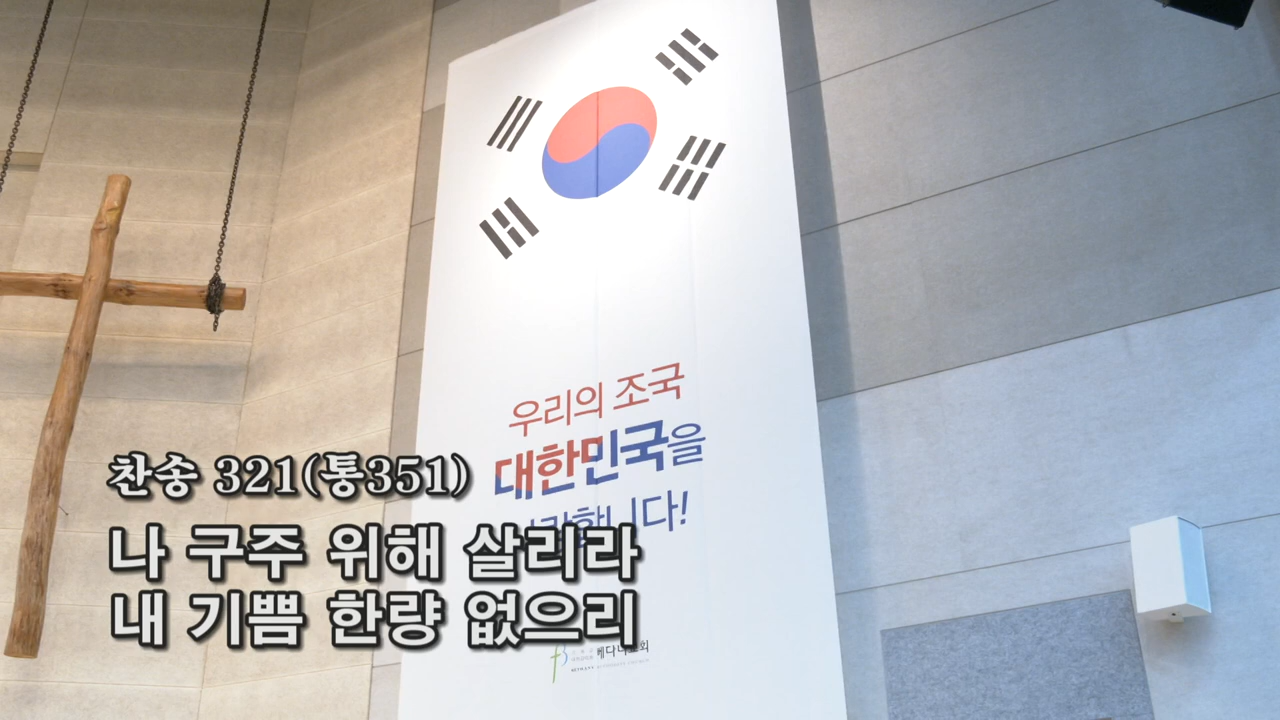 우리의 조국
대한민국을
찬송 321(통351)
나 구주 위해 살리라
내 기쁨 한량 없으리